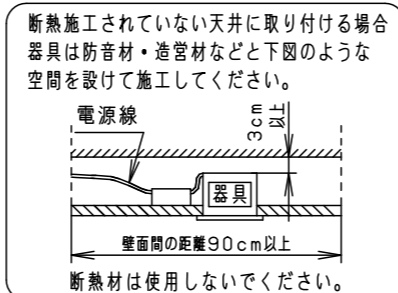 断熱施工されていない天井に取り付ける場合
器具は防音材・造営材などと下図のような
空間を設けて施工してください。
電源線
3cm
以上
器具
壁面間の距離90cm以上
断熱材は使用しないでください。